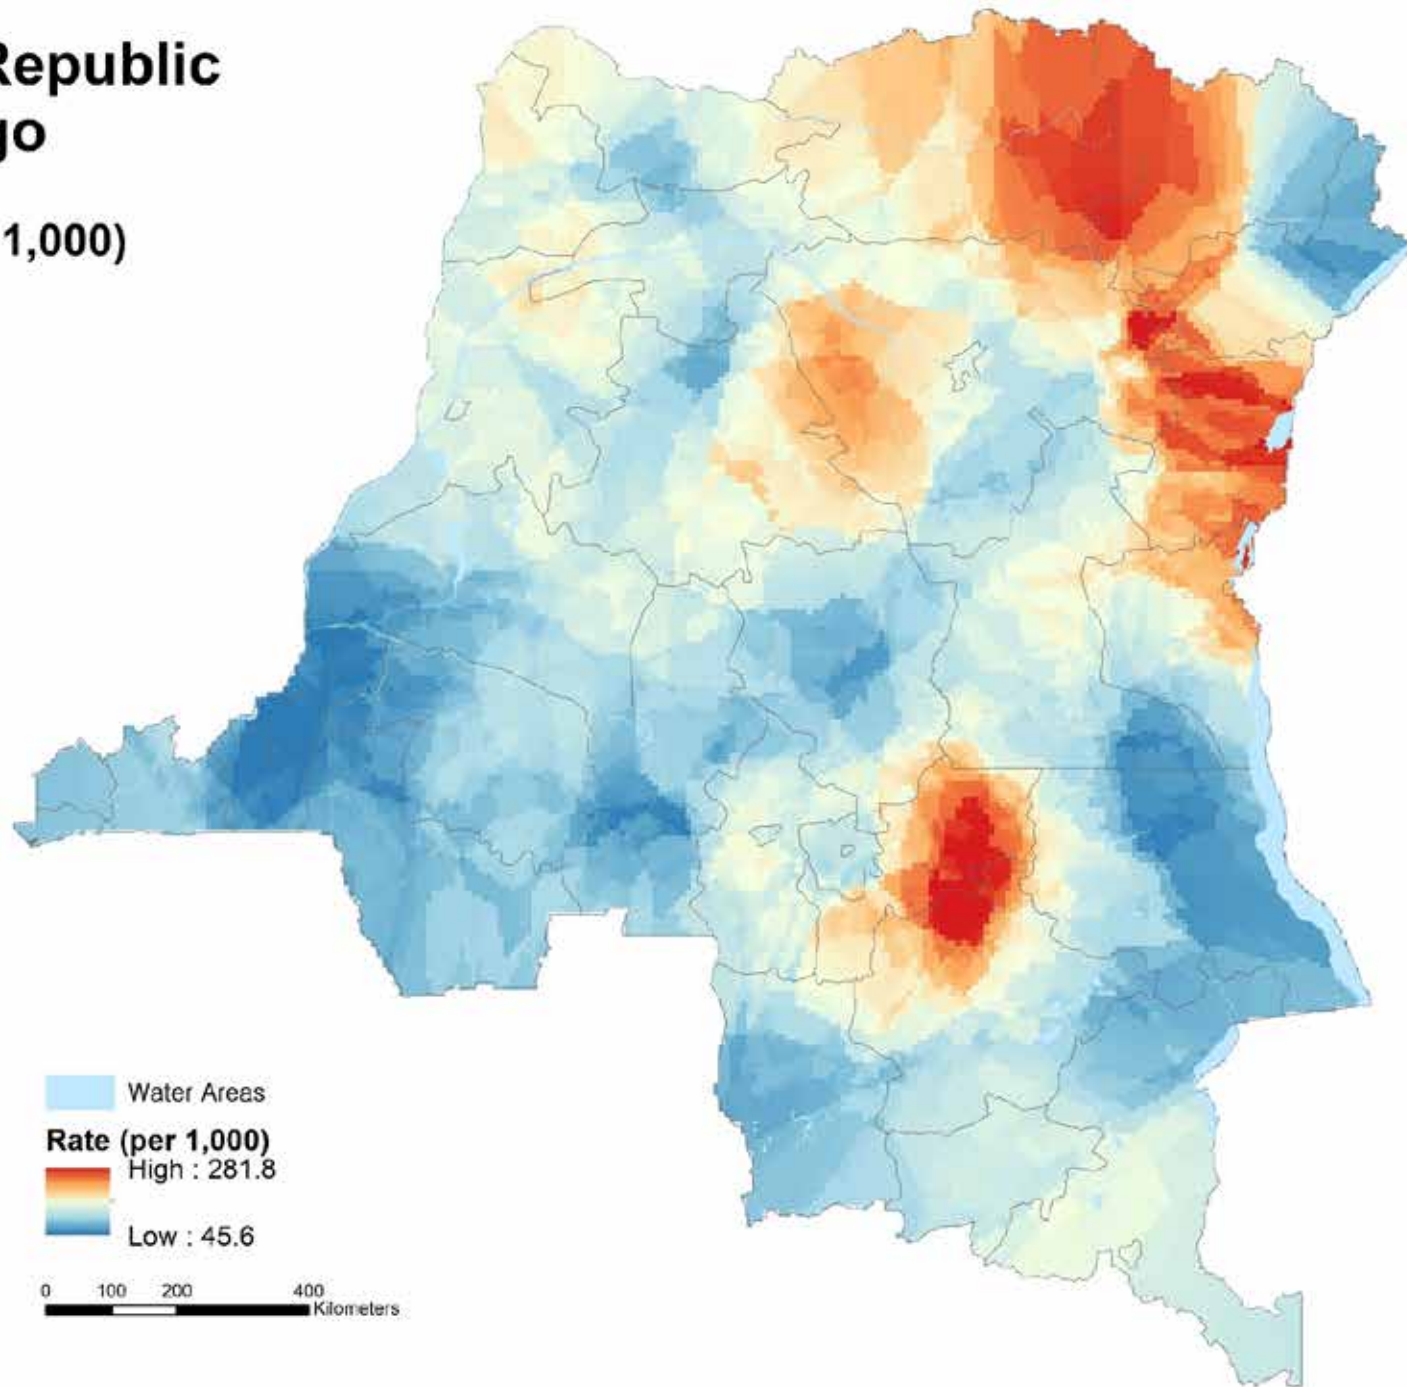 Republic
go
1,000)
Water Areas
Rate (per 1,000)
High : 281.8
Low : 45.6
0 100 200 400
Kilometers